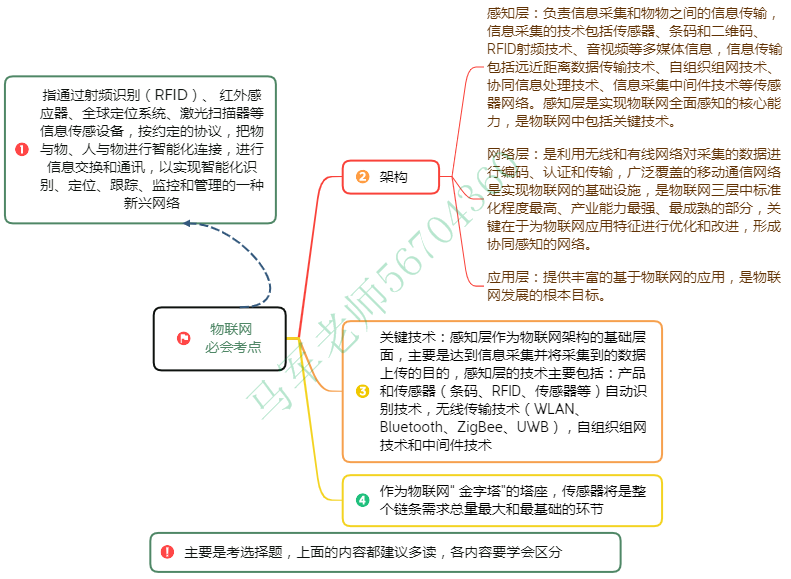 感知层：负责信息采集和物物之间的信息传输，
信息采集的技术包括传感器、条码和二维码、
RFID射频技术、音视频等多媒体信息，信息传输
包括远近距离数据传输技术、自组织组网技术、
协同信息处理技术、信息采集中间件技术等传感
器网络。感知层是实现物联网全面感知的核心能
力，是物联网中包括关键技术。
指通过射频识别（RFID）、 红外感
应器、全球定位系统、激光扫描器等
信息传感设备，按约定的协议，把物
与物、人与物进行智能化连接，进行
信息交换和通讯，以实现智能化识
别、定位、跟踪、监控和管理的一种
新兴网络
架构
网络层：是利用无线和有线网络对采集的数据进
行编码、认证和传输，广泛覆盖的移动通信网络
是实现物联网的基础设施，是物联网三层中标准
化程度最高、产业能力最强、最成熟的部分，关
键在于为物联网应用特征进行优化和改进，形成
协同感知的网络。
应用层：提供丰富的基于物联网的应用，是物联
网发展的根本目标。
物联网
必会考点
关键技术：感知层作为物联网架构的基础层
面，主要是达到信息采集并将采集到的数据
上传的目的，感知层的技术主要包括：产品
和传感器（条码、RFID、传感器等）自动识
别技术，无线传输技术（WLAN、
Bluetooth、ZigBee、UWB），自组织组网
技术和中间件技术
作为物联网“ 金字塔”的塔座，传感器将是整
个链条需求总量最大和最基础的环节
主要是考选择题，上面的内容都建议多读，各内容要学会区分